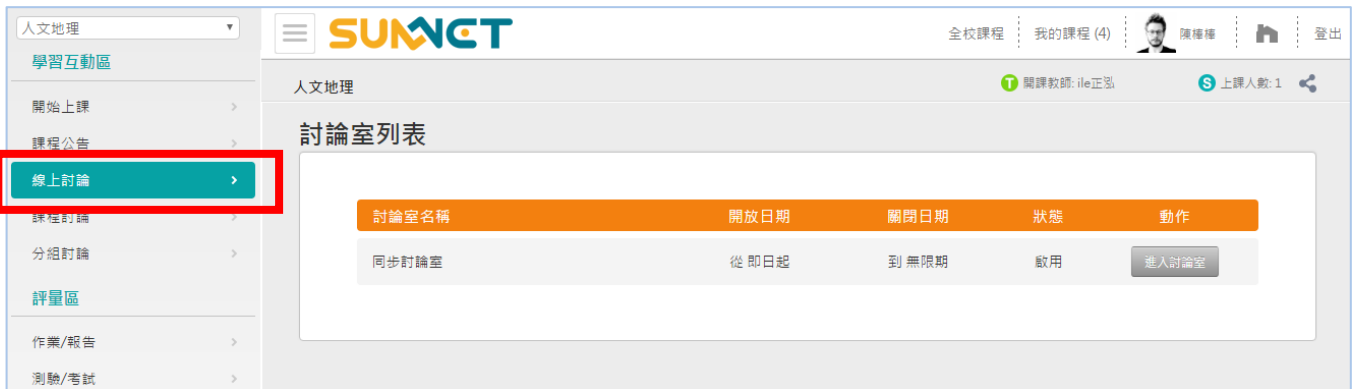 人文地理
SUNNET
全校課程
我的課程 (4)
陳棒棒
登出
學習互動區
開始上課
課程公告
線上討論
課程討論
分組討論
評量區
作業/報告
測驗/考試
人文地理
T 開課教師: ile正泓
S 上課人數: 1
討論室列表
討論室名稱 開放日期 關閉日期 狀態 動作
同步討論室 從 即日起 到 無限期 啟用 進入討論室